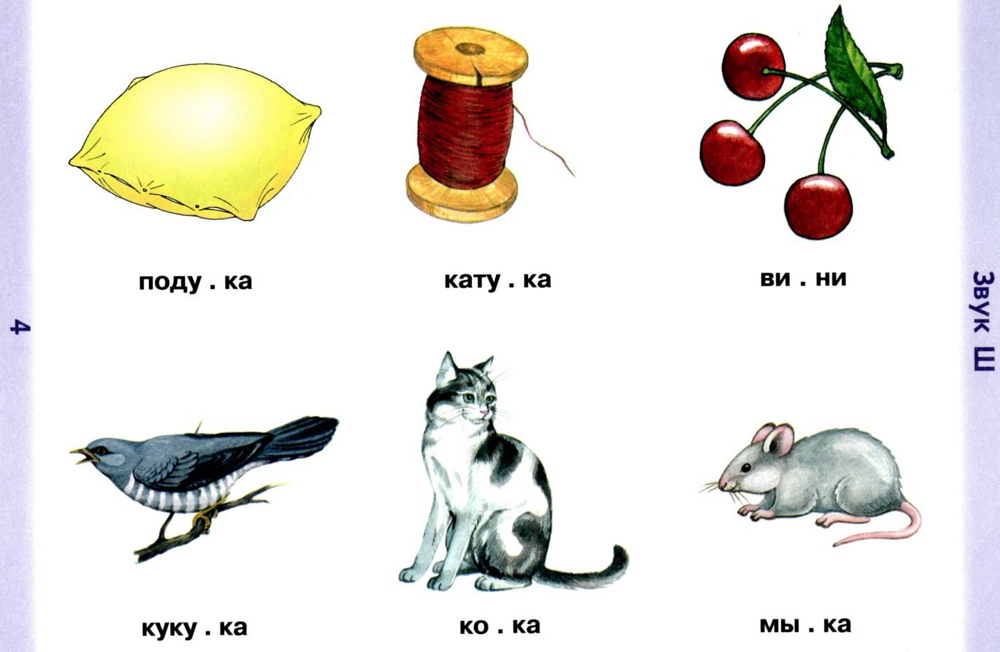 поду . ка
кату . ка
ви . ни
куку . ка
ко . ка
мы . ка
Звук Ш
4